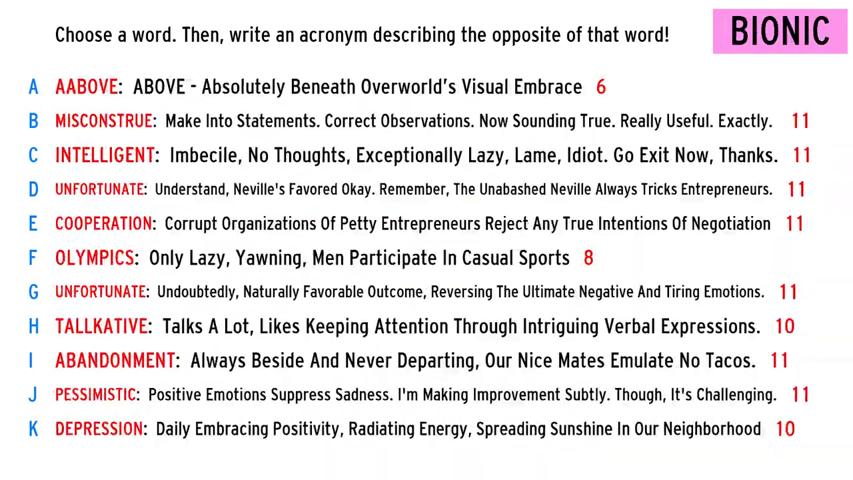 Choose a word. Then, write an acronym describing the opposite of that word!
BIONIC
A AABOVE: ABOVE - Absolutely Beneath Overworld's Visual Embrace 6
B MISCONSTRUE: Make Into Statements. Correct Observations. Now Sounding True. Really Useful. Exactly. 11
C INTELLIGENT: Imbecile, No Thoughts, Exceptionally Lazy, Lame, Idiot. Go Exit Now, Thanks. 11
D UNFORTUNATE: Understand, Neville's Favored Okay. Remember, The Unabashed Neville Always Tricks Entrepreneurs. 11
E COOPERATION: Corrupt Organizations Of Petty Entrepreneurs Reject Any True Intentions Of Negotiation 11
F OLYMPICS: Only Lazy, Yawning, Men Participate In Casual Sports 8
G UNFORTUNATE: Undoubtedly, Naturally Favorable Outcome, Reversing The Ultimate Negative And Tiring Emotions. 11
H TALLKATIVE: Talks A Lot, Likes Keeping Attention Through Intriguing Verbal Expressions. 10
I ABANDONMENT: Always Beside And Never Departing, Our Nice Mates Emulate No Tacos. 11
J PESSIMISTIC: Positive Emotions Suppress Sadness. I'm Making Improvement Subtly. Though, It's Challenging. 11
K DEPRESSION: Daily Embracing Positivity, Radiating Energy, Spreading Sunshine In Our Neighborhood 10